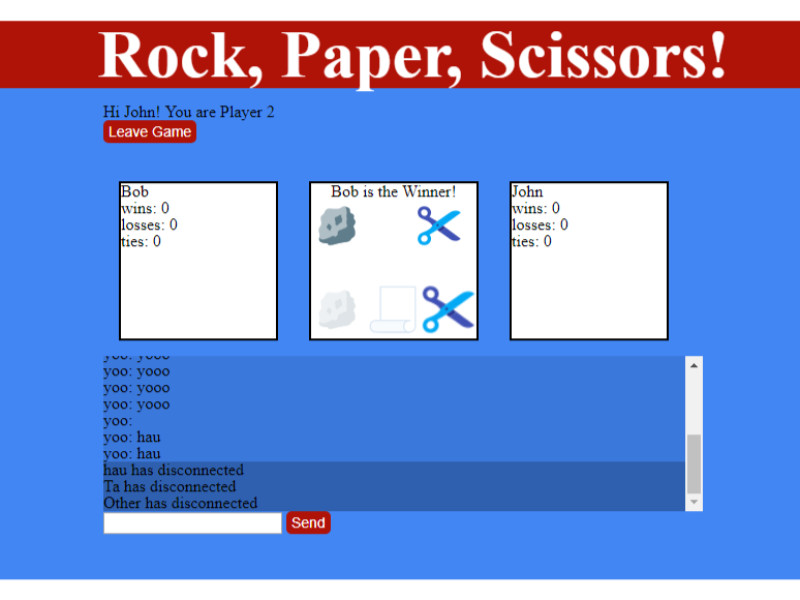 Rock, Paper, Scissors!
Hi John! You are Player 2
Leave Game
Bob
wins: 0
losses: 0
ties: 0
Bob is the Winner!
John
wins: 0
losses: 0
ties: 0
yoo: yooo
yoo: yooo
yoo: yooo
yoo: yooo
yoo:
yoo: hau
yoo: hau
hau has disconnected
Ta has disconnected
Other has disconnected
Send